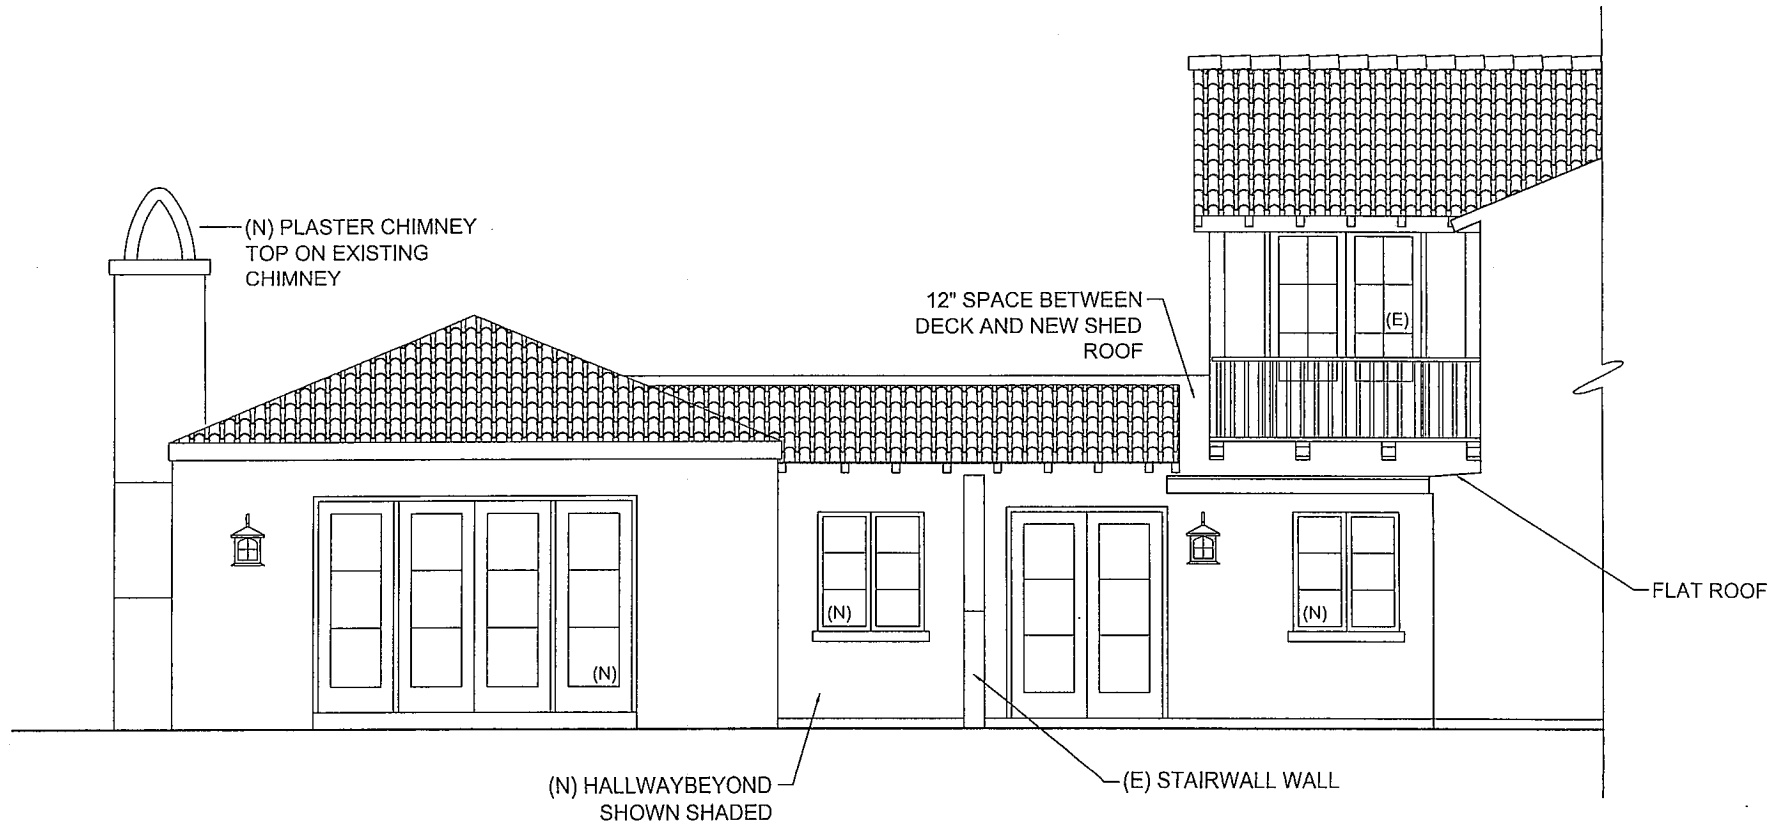 (N) PLASTER CHIMNEY
TOP ON EXISTING
CHIMNEY
12" SPACE BETWEEN
DECK AND NEW SHED
ROOF
(E)
(N)
(N)
(N)
FLAT ROOF
(N) HALLWAYBEYOND
SHOWN SHADED
(E) STAIRWALL WALL